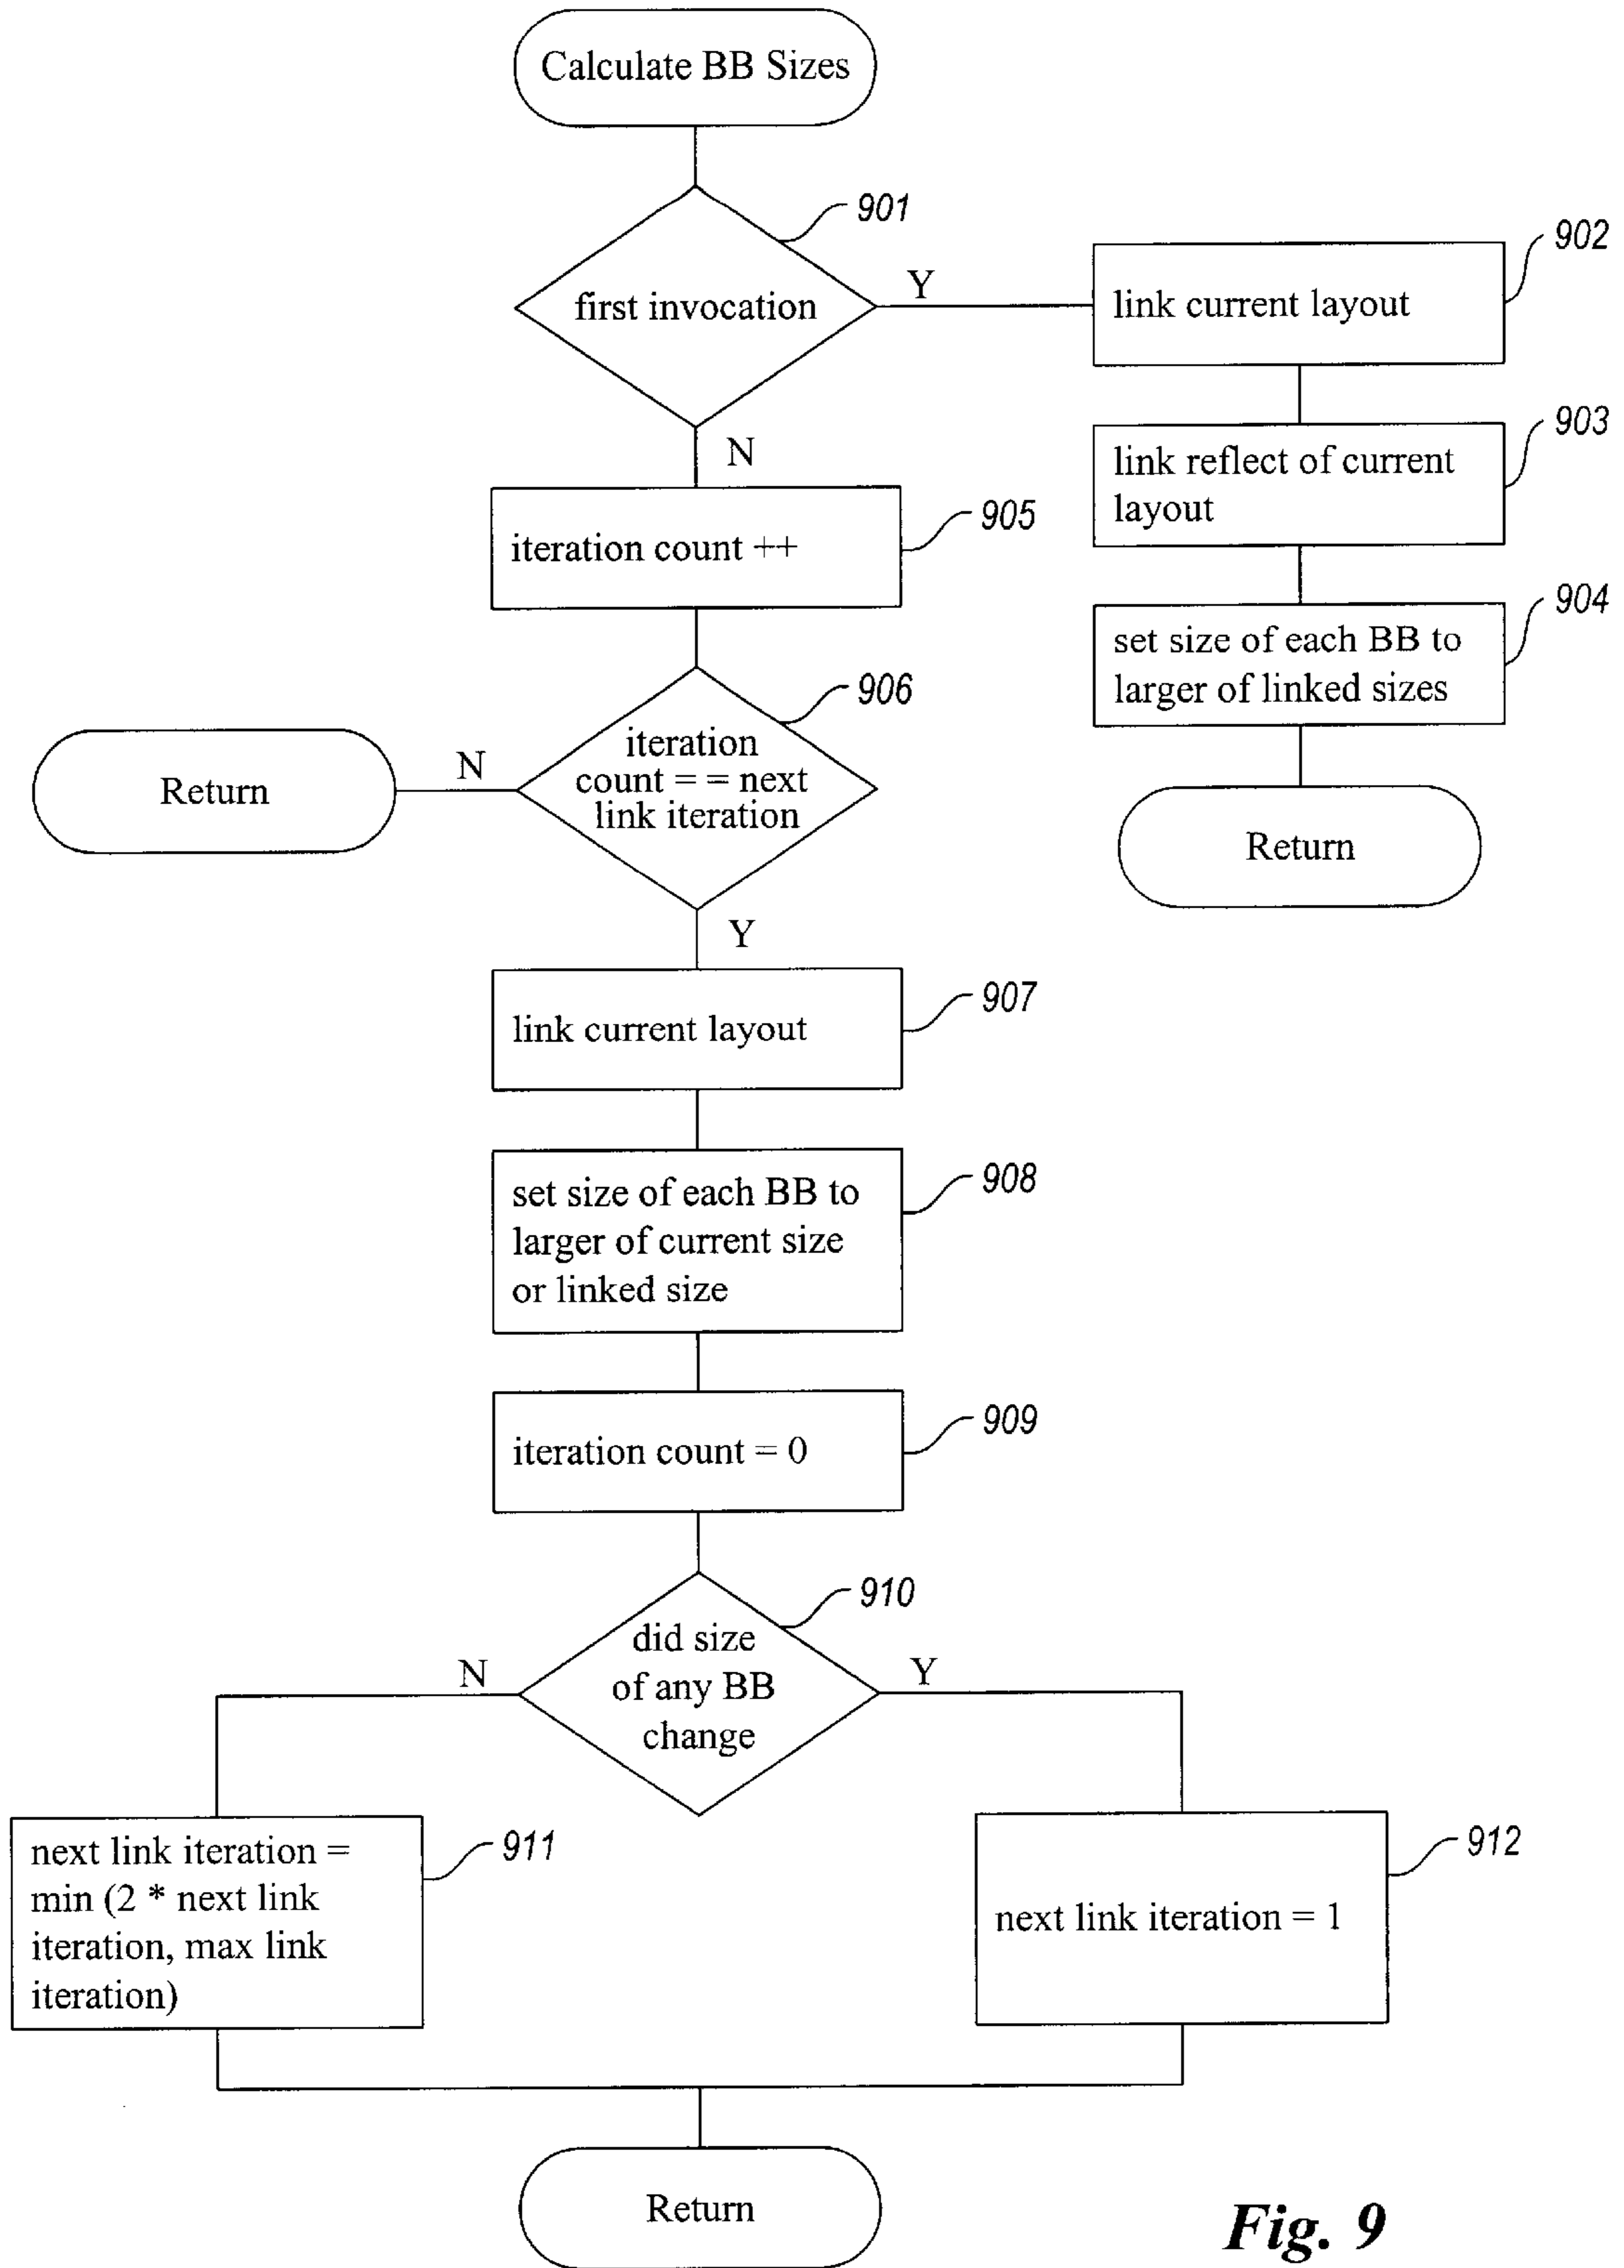 Calculate BB Sizes
901
first invocation
Y
N
902
link current layout
903
link reflect of current
layout
904
set size of each BB to
larger of linked sizes
Return
905
iteration count ++
906
iteration
count = = next
link iteration
N
Return
Y
907
link current layout
908
set size of each BB to
larger of current size
or linked size
909
iteration count = 0
910
did size
of any BB
change
N
Y
911
next link iteration =
min (2 * next link
iteration, max link
iteration)
912
next link iteration = 1
Return
Fig. 9